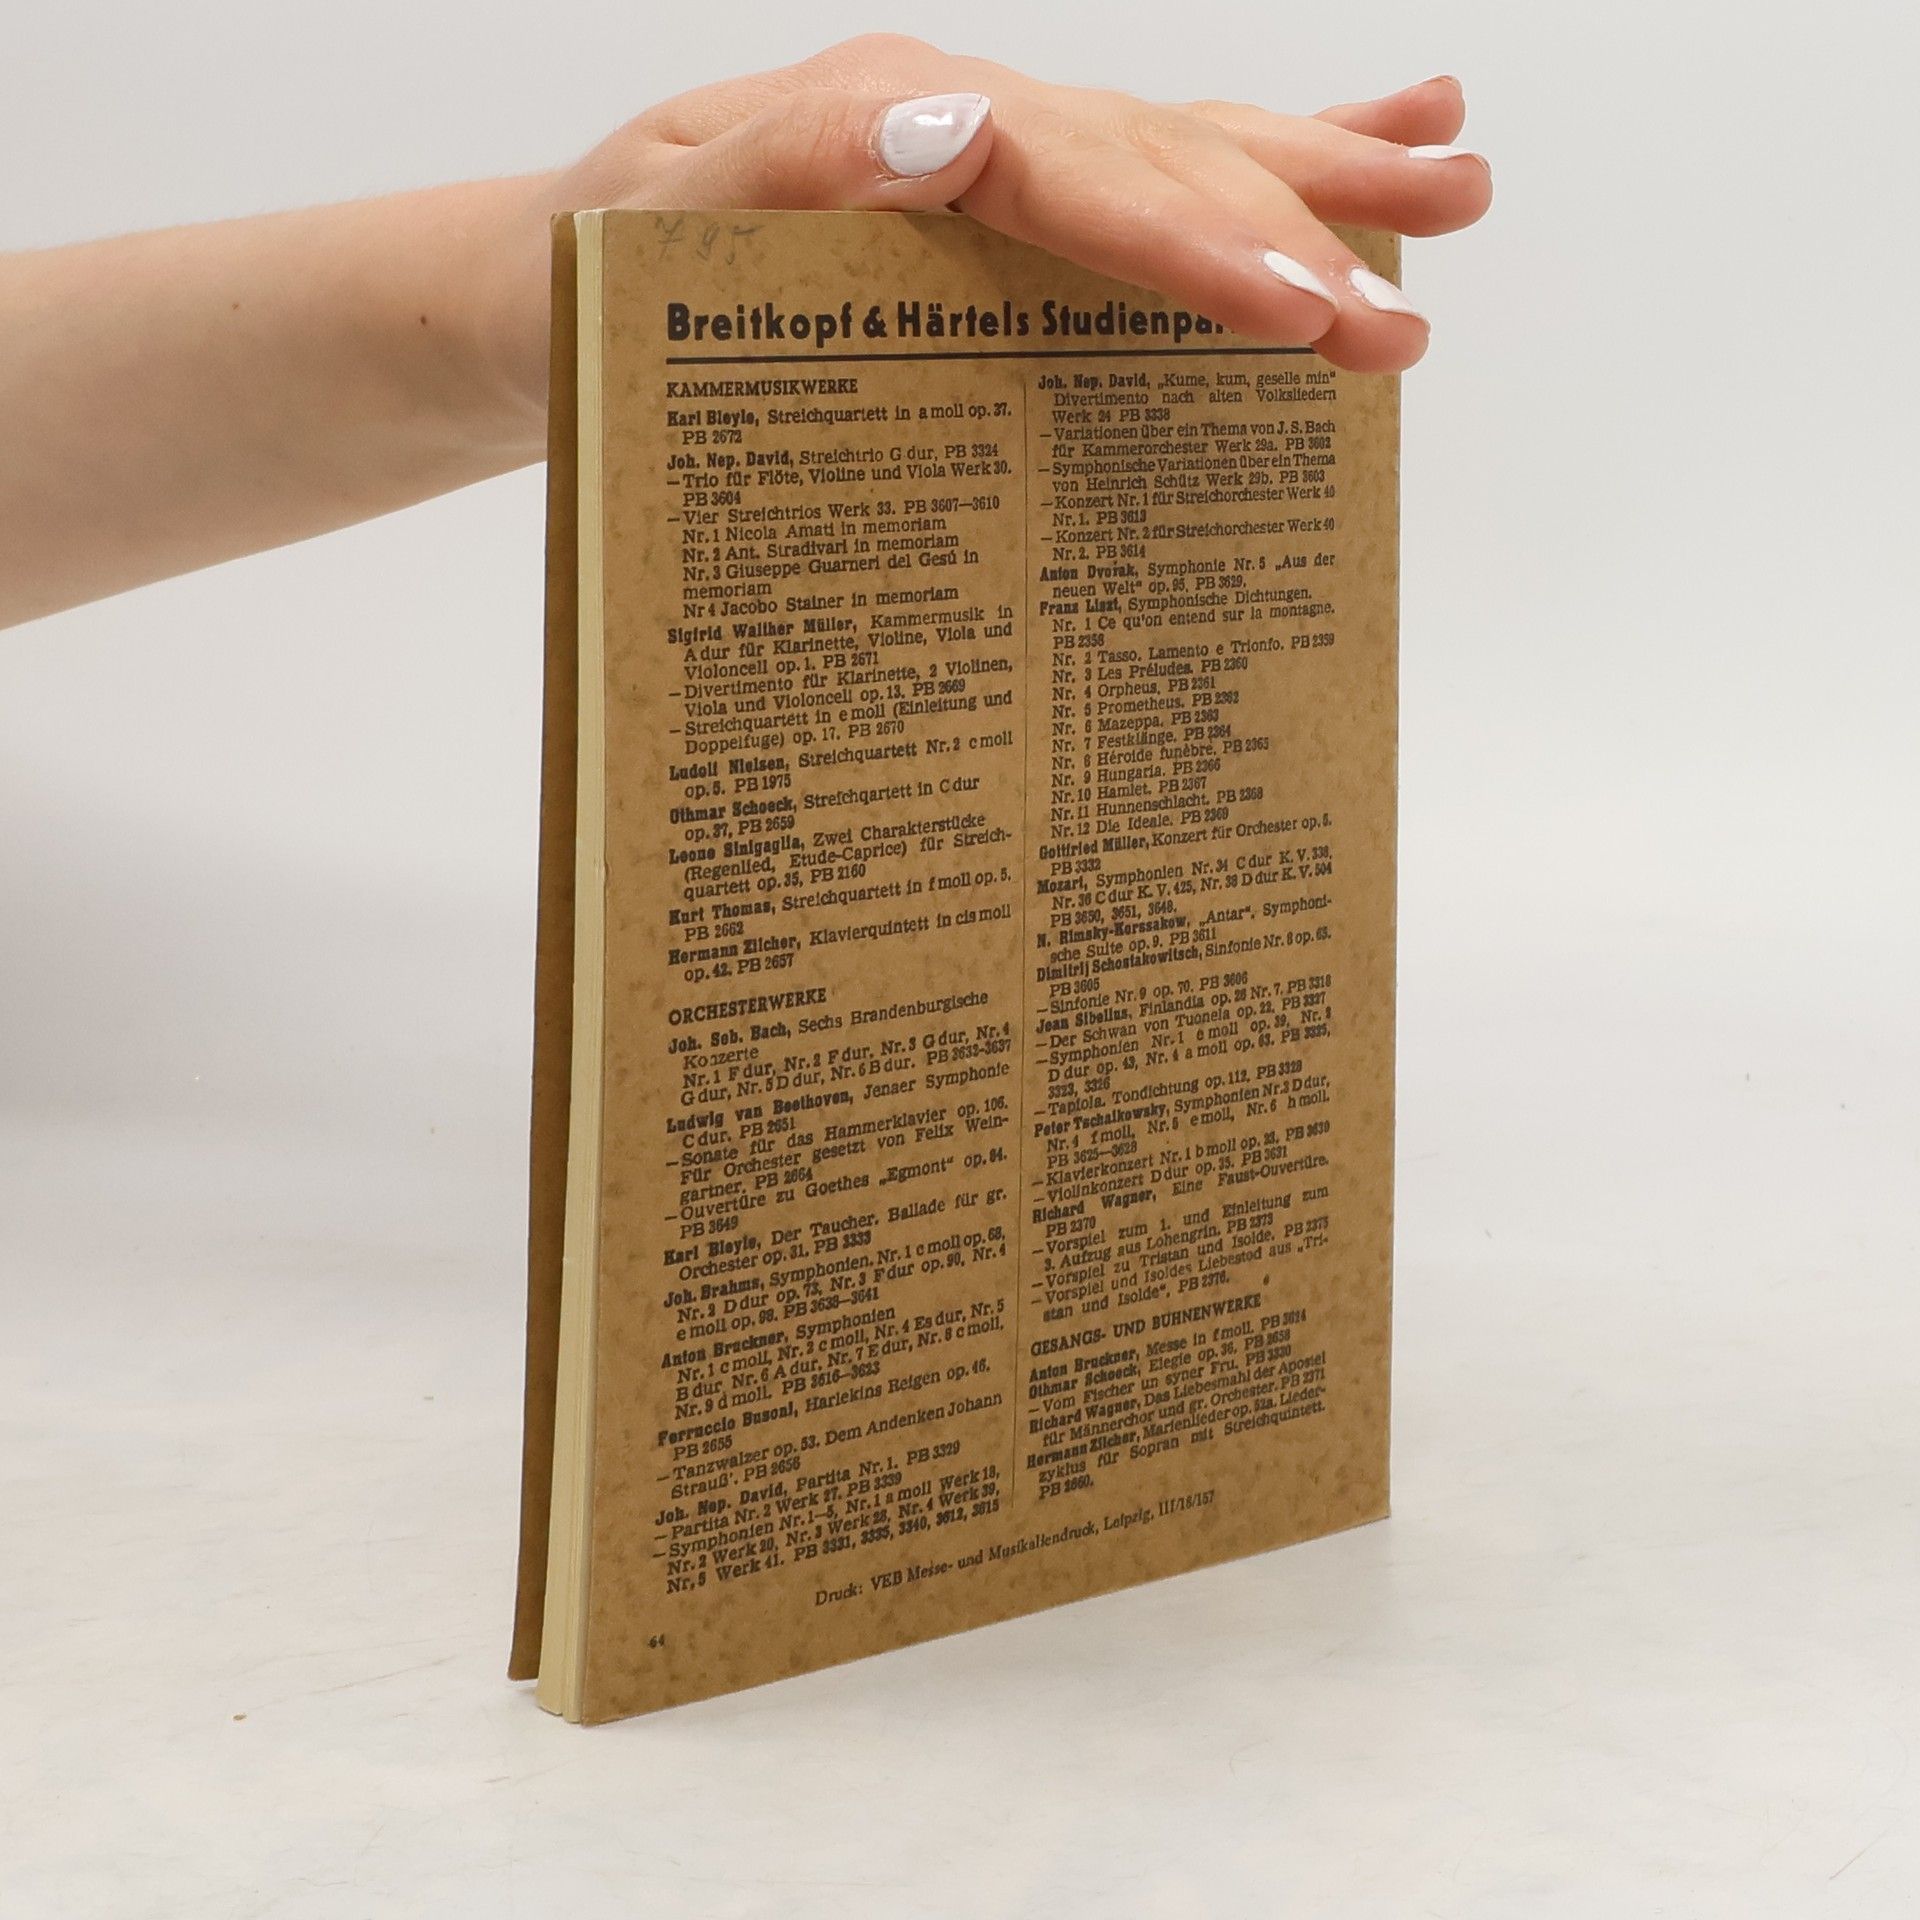 7 95
Breitkopf & Härtels Studienpar
KAMMERMUSIKWERKE
Karl Bleyle, Streichquartett in a moll op. 37.
PB 2672
Joh. Nep. David, Streichtrio G dur, PB 3324
—Trio für Flöte, Violine und Viola Werk 30.
PB 3604
—Vier Streichtrios Werk 33. PB 3607—3610
Nr. 1 Nicola Amati in memoriam
Nr. 2 Ant. Stradivari in memoriam
Nr. 3 Giuseppe Guarneri del Gesú in
memoriam
Nr 4 Jacobo Stainer in memoriam
Sigfrid Walther Müller, Kammermusik in
A dur für Klarinette, Violine, Viola und
Violoncell op. 1. PB 2671
—Divertimento für Klarinette, 2 Violinen,
Viola und Violoncell op. 13. PB 2669
—Streichquartett in e moll (Einleitung und
Doppelfuge) op. 17. PB 2670
Ludolf Nielsen, Streichquartett Nr. 2 c moll
op. 5. PB 1975
Othmar Schoeck, Streichqartett in C dur
op. 37, PB 2659
Leone Sinigaglia, Zwei Charakterstücke
(Regenlied, Etude-Caprice) für Streich-
quartett op. 35, PB 2160
Kurt Thomas, Streichquartett in f moll op. 5.
PB 2662
Hermann Zilcher, Klavierquintett in cis moll
op. 42. PB 2657
ORCHESTERWERKE
Joh. Seb. Bach, Sechs Brandenburgische
Konzerte
Nr. 1 F dur, Nr. 2 F dur. Nr. 3 G dur, Nr. 4
G dur, Nr. 5 D dur, Nr. 6 B dur. PB 3632-3637
Ludwig van Beethoven, Jenaer Symphonie
C dur. PB 2651
—Sonate für das Hammerklavier op. 106.
Für Orchester gesetzt von Felix Wein-
gartner. PB 2664
—Ouvertüre zu Goethes „Egmont“ op. 84.
PB 3649
Karl Bleyle, Der Taucher. Ballade für gr.
Orchester op. 31. PB 3333
Joh. Brahms, Symphonien. Nr. 1 c moll op. 68,
Nr. 2 D dur op. 73, Nr. 3 F dur op. 90, Nr. 4
e moll op. 98. PB 3638—3641
Anton Bruckner, Symphonien
Nr. 1 c moll, Nr. 2 c moll, Nr. 4 Es dur, Nr. 5
B dur, Nr. 6 A dur, Nr. 7 E dur, Nr. 8 c moll,
Nr. 9 d moll. PB 3616—3623
Ferruccio Busoni, Harlekins Reigen op. 46.
PB 2655
—Tanzwalzer op. 53. Dem Andenken Johann
Strauß'. PB 2656
Joh. Nep. David, Partita Nr. 1. PB 3329
—Partita Nr. 2 Werk 27. PB 3339
—Symphonien Nr. 1—5, Nr. 1 a moll Werk 18,
Nr. 2 Werk 20, Nr. 3 Werk 28, Nr. 4 Werk 39,
Nr. 5 Werk 41. PB 3331, 3335, 3340, 3612, 3615
Joh. Nep. David, „Kume, kum, geselle min“
Divertimento nach alten Volksliedern
Werk 24 PB 3338
—Variationen über ein Thema von J. S. Bach
für Kammerorchester Werk 29a. PB 3602
—Symphonische Variationen über ein Thema
von Heinrich Schütz Werk 29b. PB 3603
—Konzert Nr. 1 für Streichorchester Werk 40
Nr. 1. PB 3613
—Konzert Nr. 2 für Streichorchester Werk 40
Nr. 2. PB 3614
Anton Dvořak, Symphonie Nr. 5 „Aus der
neuen Welt“ op. 95, PB 3629.
Franz Liszt, Symphonische Dichtungen.
Nr. 1 Ce qu'on entend sur la montagne.
PB 2358
Nr. 2 Tasso. Lamento e Trionfo. PB 2359
Nr. 3 Les Préludes. PB 2360
Nr. 4 Orpheus, PB 2361
Nr. 5 Prometheus. PB 2362
Nr. 6 Mazeppa. PB 2363
Nr. 7 Festklänge. PB 2364
Nr. 8 Héroide funèbre. PB 2365
Nr. 9 Hungaria. PB 2366
Nr. 10 Hamlet. PB 2367
Nr. 11 Hunnenschlacht. PB 2368
Nr. 12 Die Ideale. PB 2369
Gottfried Müller, Konzert für Orchester op. 5.
PB 3332
Mozart, Symphonien Nr. 34 C dur K. V. 338,
Nr. 36 C dur K. V. 425, Nr. 38 D dur K. V. 504
PB 3650, 3651, 3648.
N. Rimsky-Korssakow, „Antar“. Symphoni-
sche Suite op. 9. PB 3611
Dimitrij Schostakowitsch, Sinfonie Nr. 8 op. 65.
PB 3605
—Sinfonie Nr. 9 op. 70. PB 3606
Jean Sibelius, Finlandia op. 26 Nr. 7. PB 3318
—Der Schwan von Tuonela op. 22. PB 3327
—Symphonien Nr. 1 e moll op. 39, Nr. 2
D dur op. 43, Nr. 4 a moll op. 63. PB 3325,
3323, 3326
—Tapiola. Tondichtung op. 112. PB 3328
Peter Tschaikowsky, Symphonien Nr. 3 D dur,
Nr. 4 f moll, Nr. 5 e moll, Nr. 6 h moll.
PB 3625—3628
—Klavierkonzert Nr. 1 b moll op. 23, PB 3630
—Violinkonzert D dur op. 35. PB 3631
Richard Wagner, Eine Faust-Ouvertüre.
PB 2370
—Vorspiel zum 1. und Einleitung zum
3. Aufzug aus Lohengrin. PB 2373
—Vorspiel zu Tristan und Isolde. PB 2375
—Vorspiel und Isoldes Liebestod aus „Tri-
stan und Isolde“. PB 2376.
GESANGS- UND BÜHNENWERKE
Anton Bruckner, Messe in f moll. PB 3624
Othmar Schoeck, Elegie op. 36. PB 2658
—Vom Fischer un syner Fru. PB 3330
Richard Wagner, Das Liebesmahl der Apostel
für Männerchor und gr. Orchester. PB 2371
Hermann Zilcher, Marienlieder op. 52a. Lieder-
zyklus für Sopran mit Streichquintett.
PB 2660.
Druck: VEB Messe- und Musikaliendruck, Leipzig, III/18/157
64